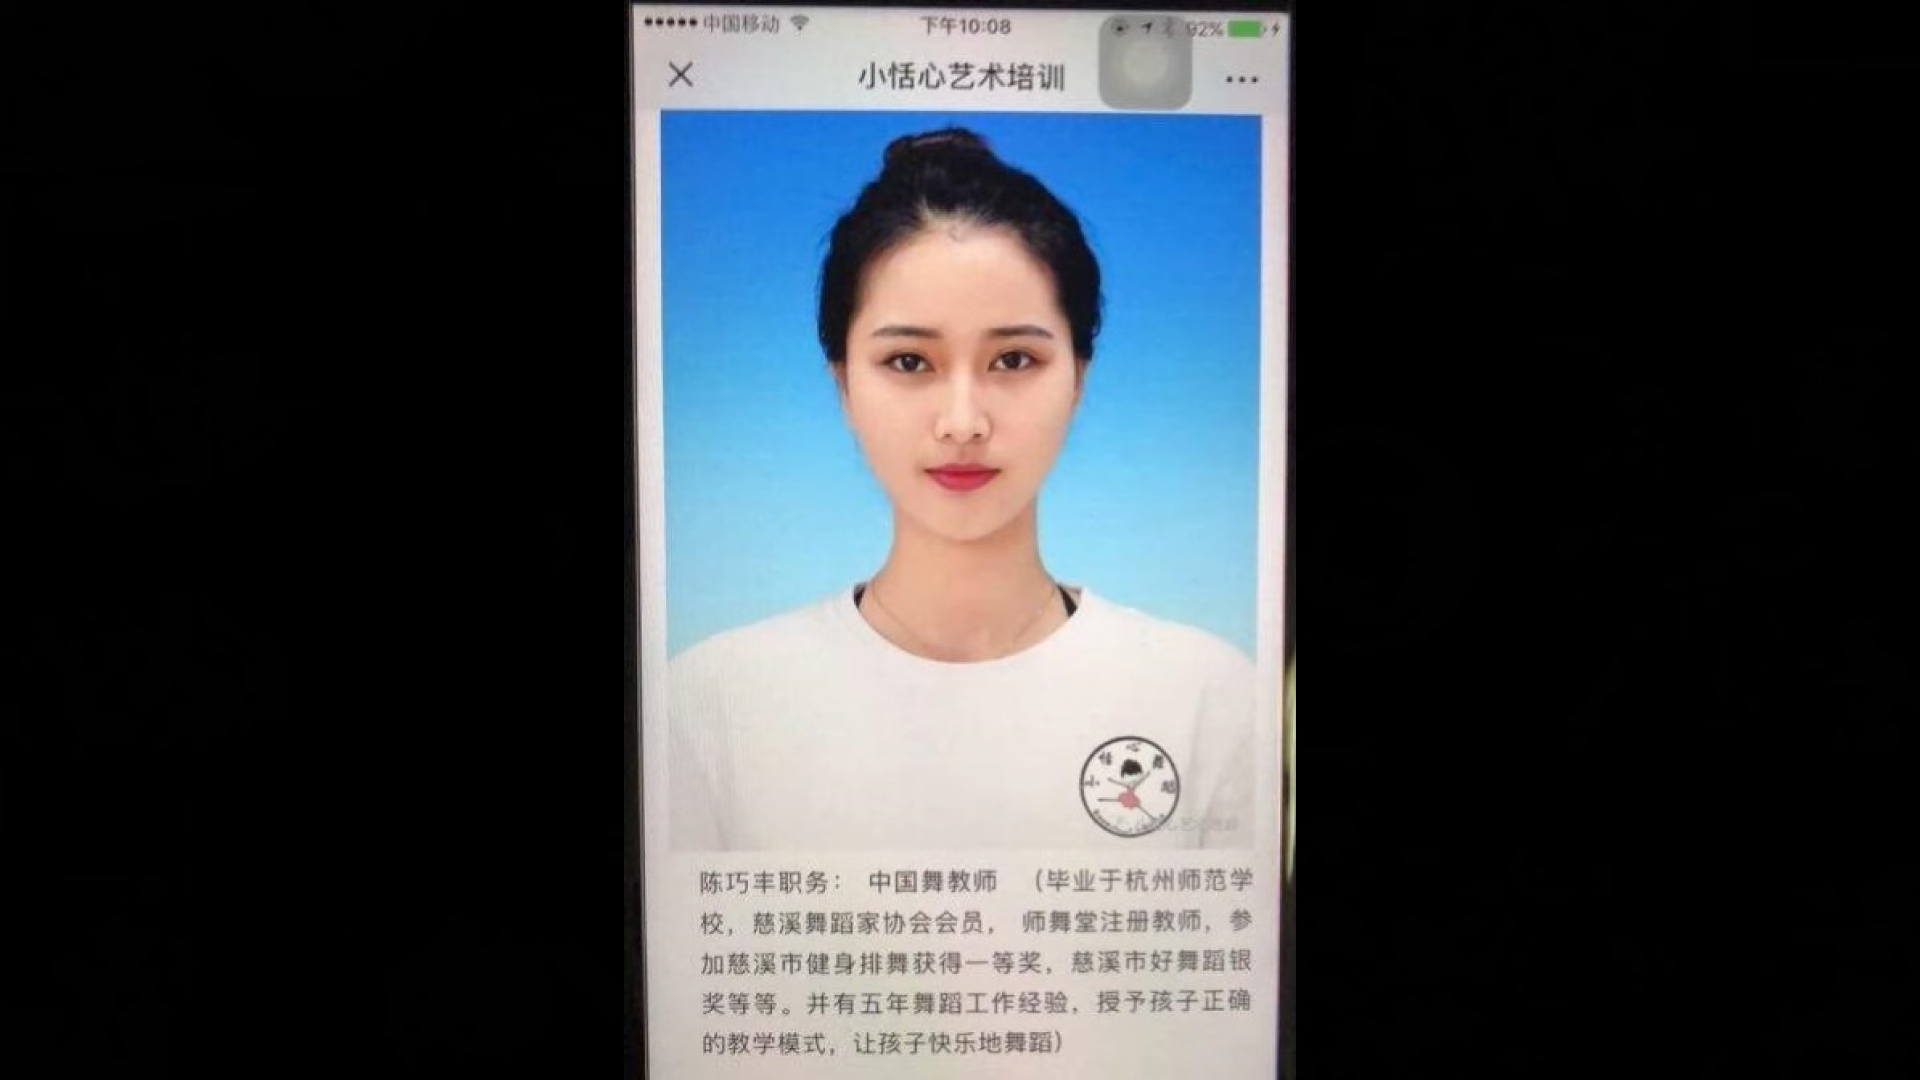 中国移动
下午10:08
92%
小恬心艺术培训
小恬心舞蹈
陈巧丰职务： 中国舞教师 （毕业于杭州师范学
校，慈溪舞蹈家协会会员， 师舞堂注册教师，参
加慈溪市健身排舞获得一等奖，慈溪市好舞蹈银
奖等等。并有五年舞蹈工作经验，授予孩子正确
的教学模式，让孩子快乐地舞蹈）